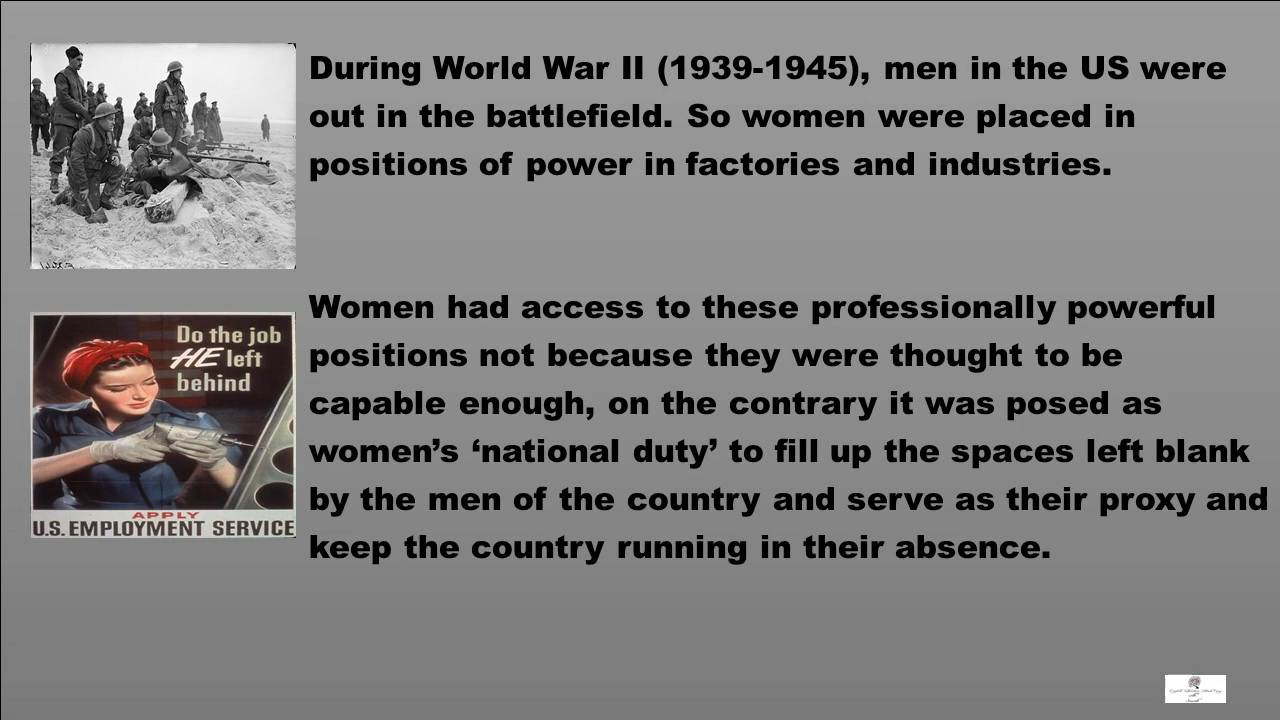 During World War II (1939-1945), men in the US were
out in the battlefield. So women were placed in
positions of power in factories and industries.
Women had access to these professionally powerful
positions not because they were thought to be
capable enough, on the contrary it was posed as
women’s ‘national duty’ to fill up the spaces left blank
by the men of the country and serve as their proxy and
keep the country running in their absence.
Do the job
HE left
behind
APPLY
U.S. EMPLOYMENT SERVICE